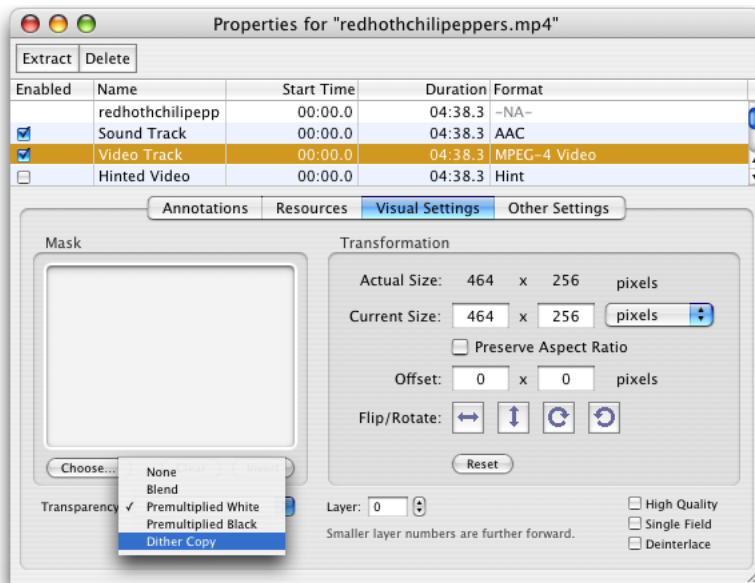 Properties for "redhothchilipeppers.mp4"
Extract Delete
Enabled Name Start Time Duration Format
redhothchilipepp 00:00.0 04:38.3 -NA-
Sound Track 00:00.0 04:38.3 AAC
Video Track 00:00.0 04:38.3 MPEG-4 Video
Hinted Video 00:00.0 04:38.3 Hint
Annotations Resources Visual Settings Other Settings
Mask Transformation
Actual Size: 464 x 256 pixels
Current Size: 464 x 256 pixels
Preserve Aspect Ratio
Offset: 0 x 0 pixels
Flip/Rotate:
Choose... Reset
None
Blend
Transparency ✓ Premultiplied White Layer: 0 High Quality
Premultiplied Black Single Field
Smaller layer numbers are further forward.
Dither Copy Deinterlace